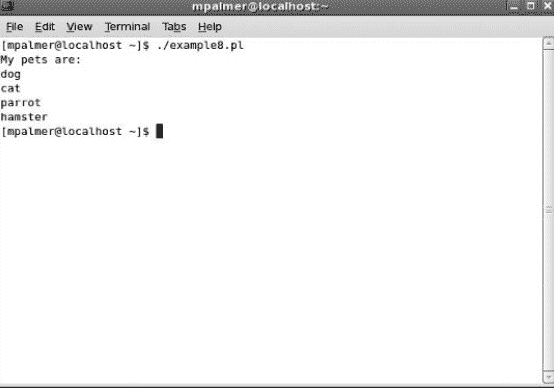 mpalmer@localhost:~
File Edit View Terminal Tabs Help
[mpalmer@localhost ~]$ ./example8.pl
My pets are:
dog
cat
parrot
hamster
[mpalmer@localhost ~]$